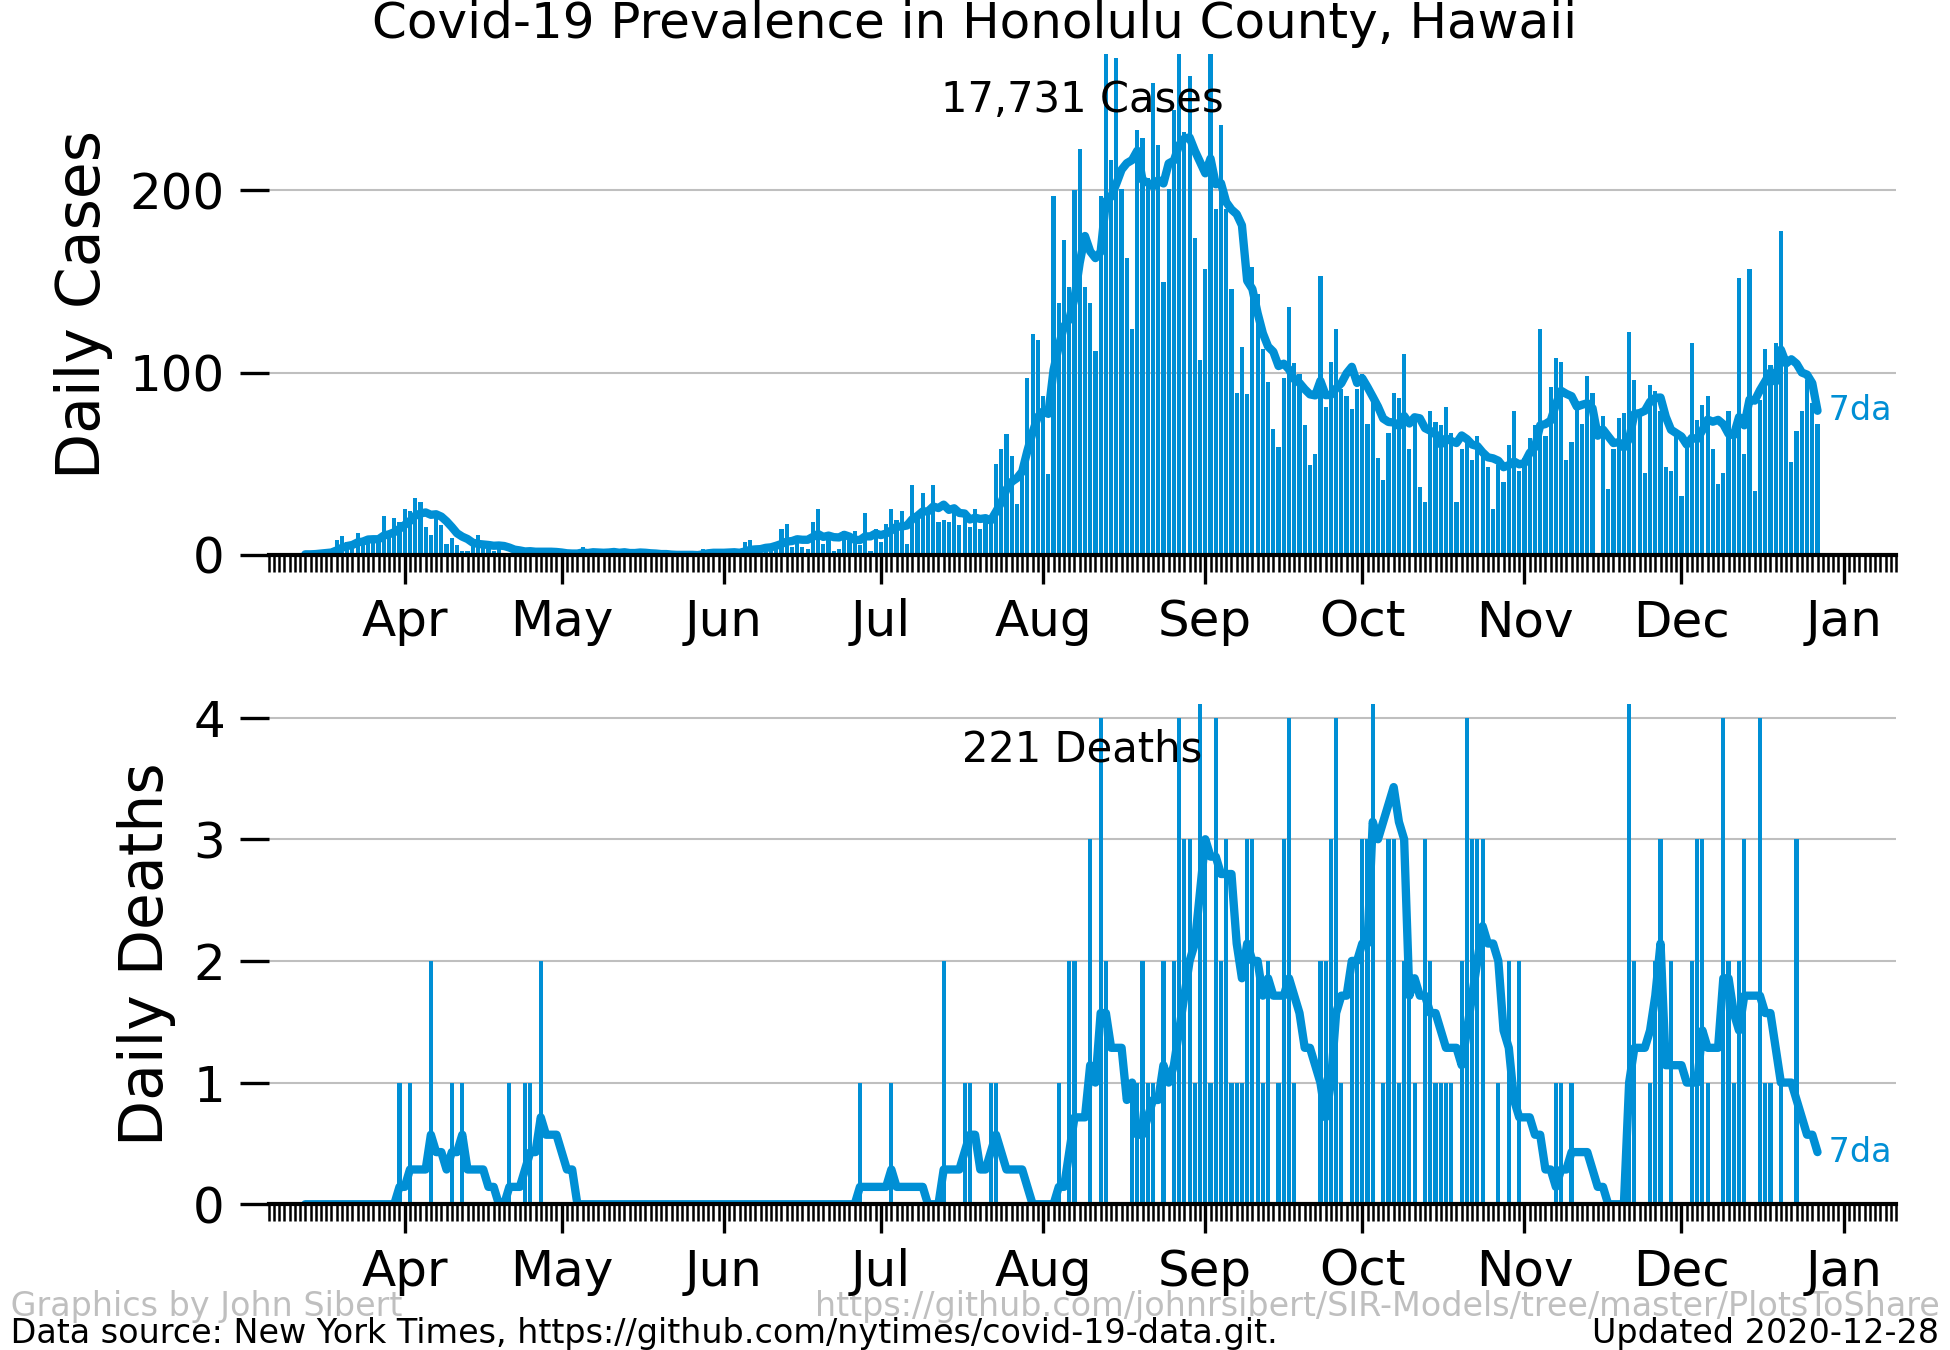 Covid-19 Prevalence in Honolulu County, Hawaii
17,731 Cases
Daily Cases
200
100
0
7da
Apr May Jun Jul Aug Sep Oct Nov Dec Jan
221 Deaths
Daily Deaths
4
3
2
1
0
7da
Apr May Jun Jul Aug Sep Oct Nov Dec Jan
Graphics by John Sibert https://github.com/johnrsibert/SIR-Models/tree/master/PlotsToShare
Data source: New York Times, https://github.com/nytimes/covid-19-data.git. Updated 2020-12-28